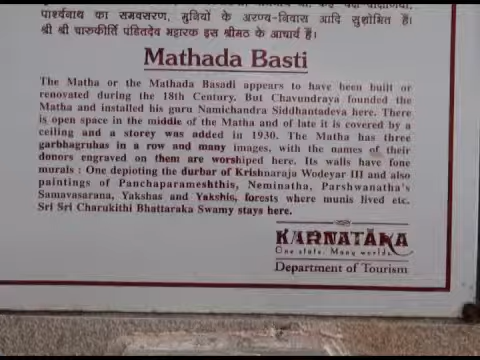 पार्श्वनाथ का समवसरण, मुनियों के अरण्य-निवास आदि सुशोभित हैं।
श्री श्री चारुकीर्ति पंडितदेव भट्टारक इस श्रीमठ के आचार्य हैं।
Mathada Basti
The Matha or the Mathada Basadi appears to have been built or
renovated during the 18th Century. But Chavundraya founded the
Matha and installed his guru Namichandra Siddhantadeva here. There
is open space in the middle of the Matha and of late it is covered by a
ceiling and a storey was added in 1930. The Matha has three
garbhagruhas in a row and many images, with the names of their
donors engraved on them are worshiped here. Its walls have fone
murals : One depioting the durbar of Krishnaraja Wodeyar III and also
paintings of Panchaparameshthis, Neminatha, Parshwanatha's
Samavasarana, Yakshas and Yakshis, forests where munis lived etc.
Sri Sri Charukithi Bhattaraka Swamy stays here.
KARNATAKA
One state. Many worlds.
Department of Tourism